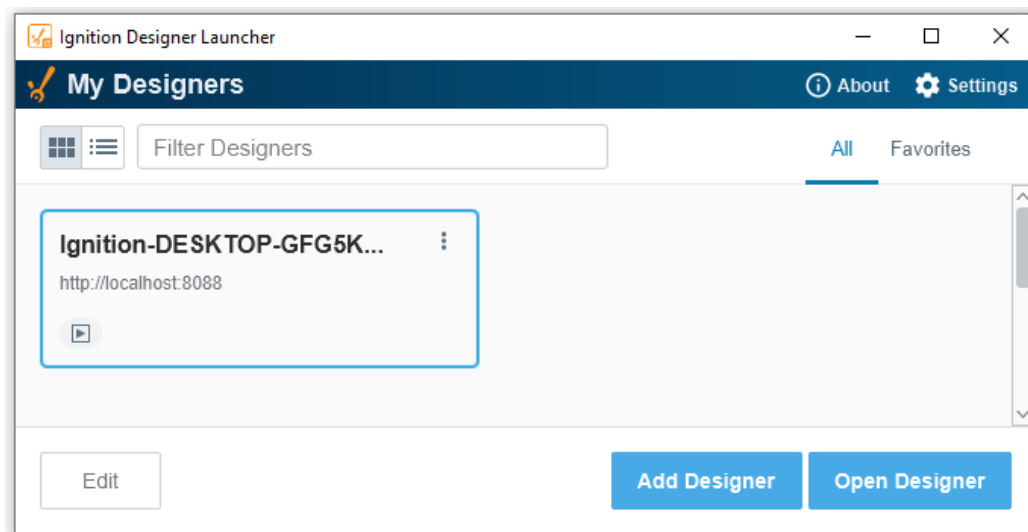 Ignition Designer Launcher
My Designers
About
Settings
Filter Designers
All
Favorites
Ignition-DESKTOP-GFG5K...
http://localhost:8088
Edit
Add Designer
Open Designer